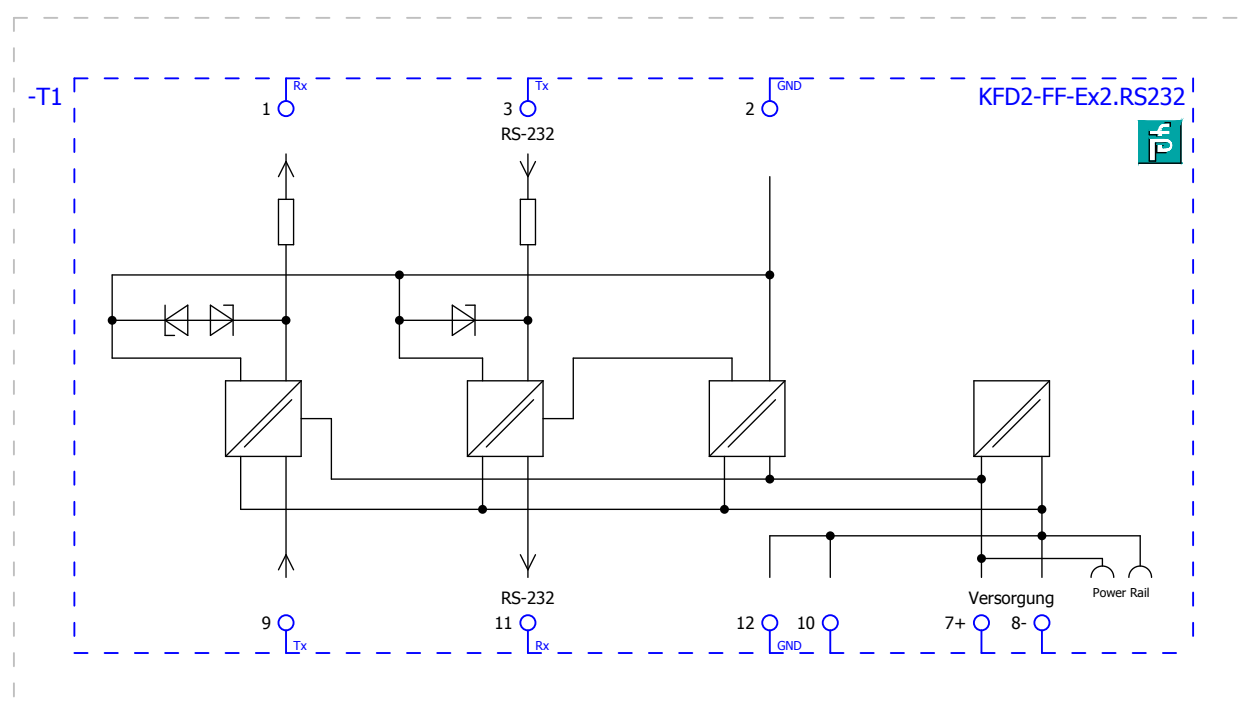 -T1
Rx
Tx
GND
KFD2-FF-Ex2.RS232
1
3
2
RS-232
RS-232
Versorgung
Power Rail
9
11
12
10
7+
8-
Tx
Rx
GND